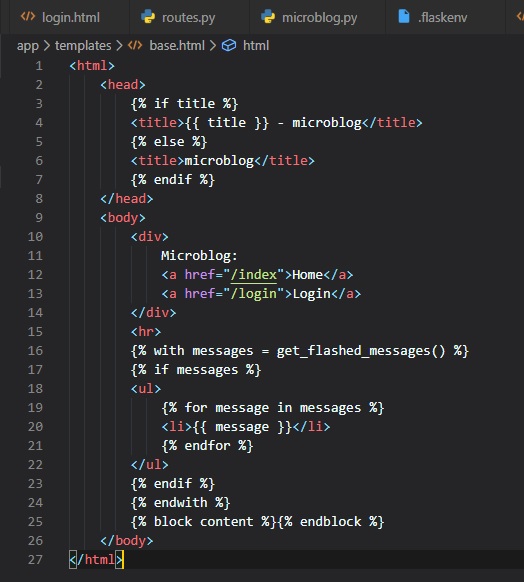 login.html routes.py microblog.py .flaskenv
app > templates > base.html > html
1 <html>
2 <head>
3 {% if title %}
4 <title>{{ title }} - microblog</title>
5 {% else %}
6 <title>microblog</title>
7 {% endif %}
8 </head>
9 <body>
10 <div>
11 Microblog:
12 <a href="/index">Home</a>
13 <a href="/login">Login</a>
14 </div>
15 <hr>
16 {% with messages = get_flashed_messages() %}
17 {% if messages %}
18 <ul>
19 {% for message in messages %}
20 <li>{{ message }}</li>
21 {% endfor %}
22 </ul>
23 {% endif %}
24 {% endwith %}
25 {% block content %}{% endblock %}
26 </body>
27 </html>